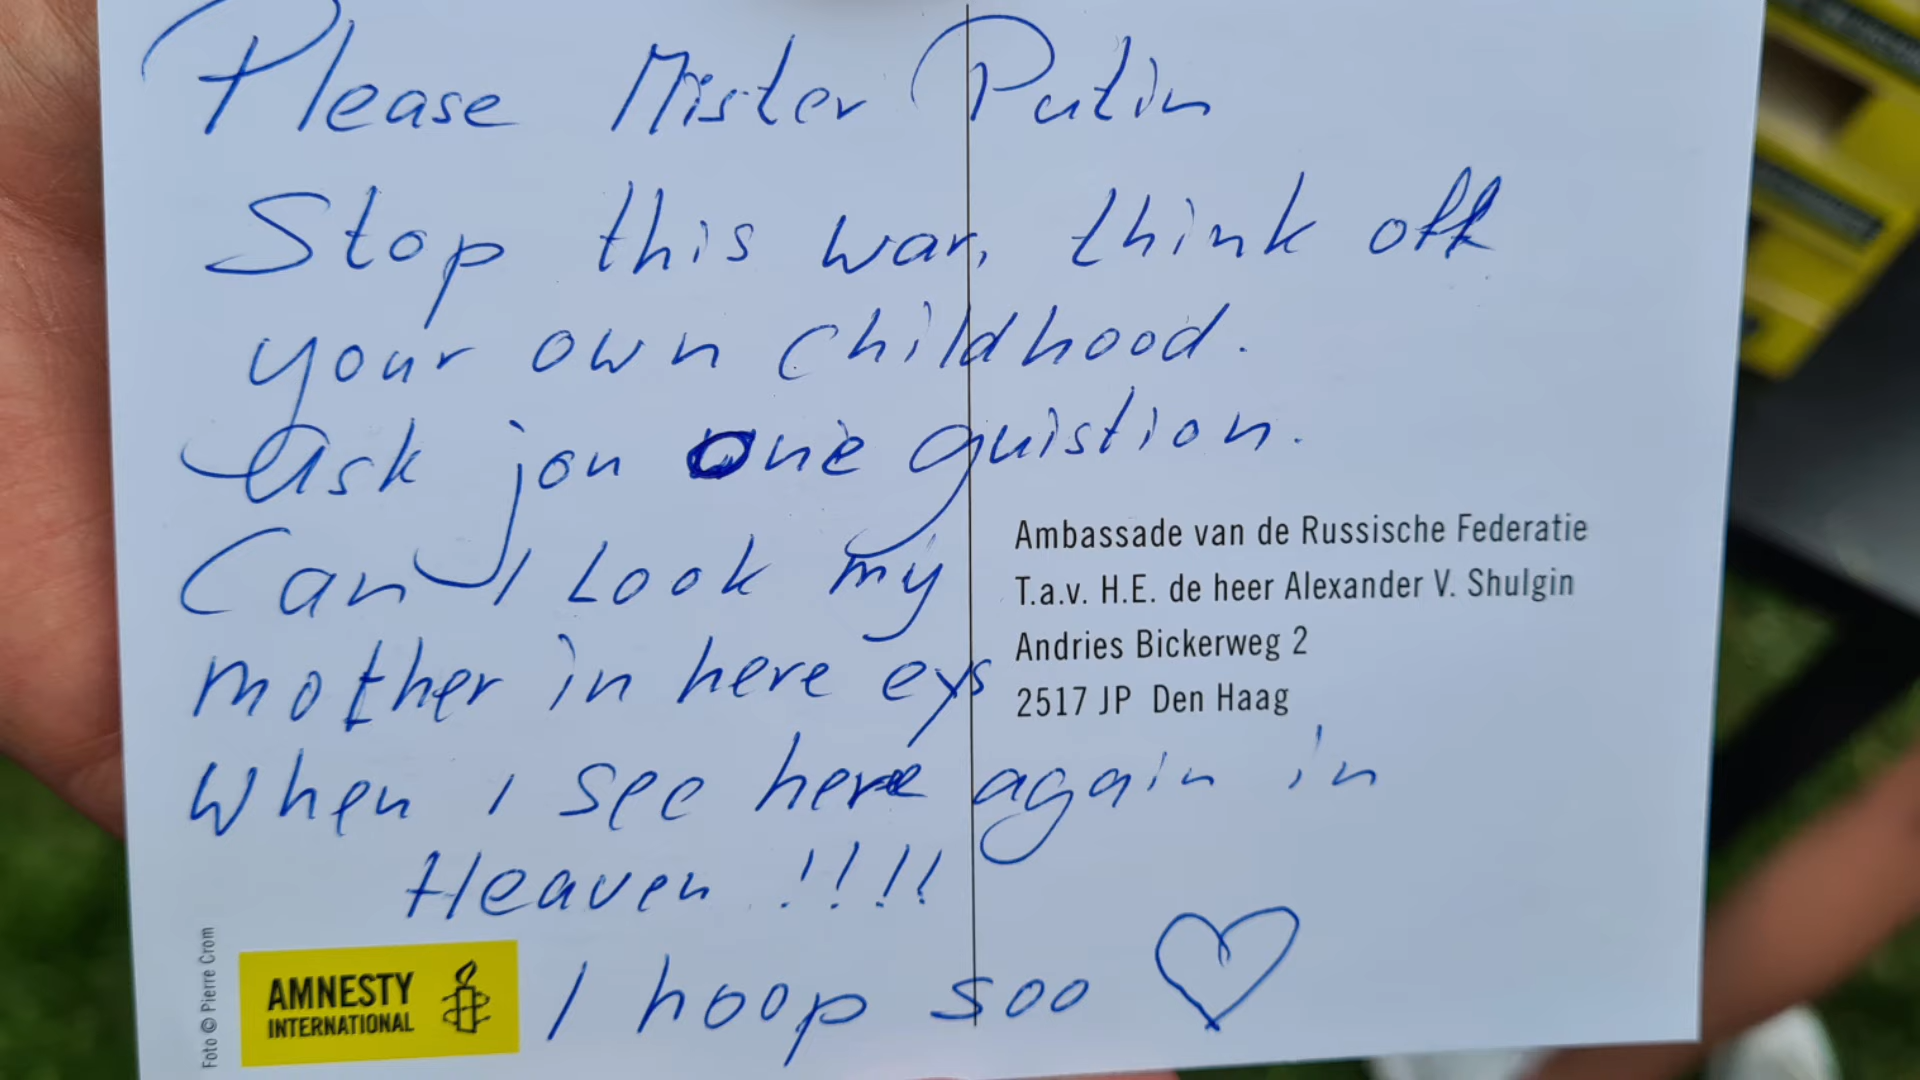 Please Mister Putin
Stop this war, think off
your own childhood.
Ask jou one quistion.
Can I Look my
mother in here eys
When I see here again in
Heaven !!!!
I hoop soo
Ambassade van de Russische Federatie
T.a.v. H.E. de heer Alexander V. Shulgin
Andries Bickerweg 2
2517 JP Den Haag
Foto © Pierre Crom
AMNESTY
INTERNATIONAL